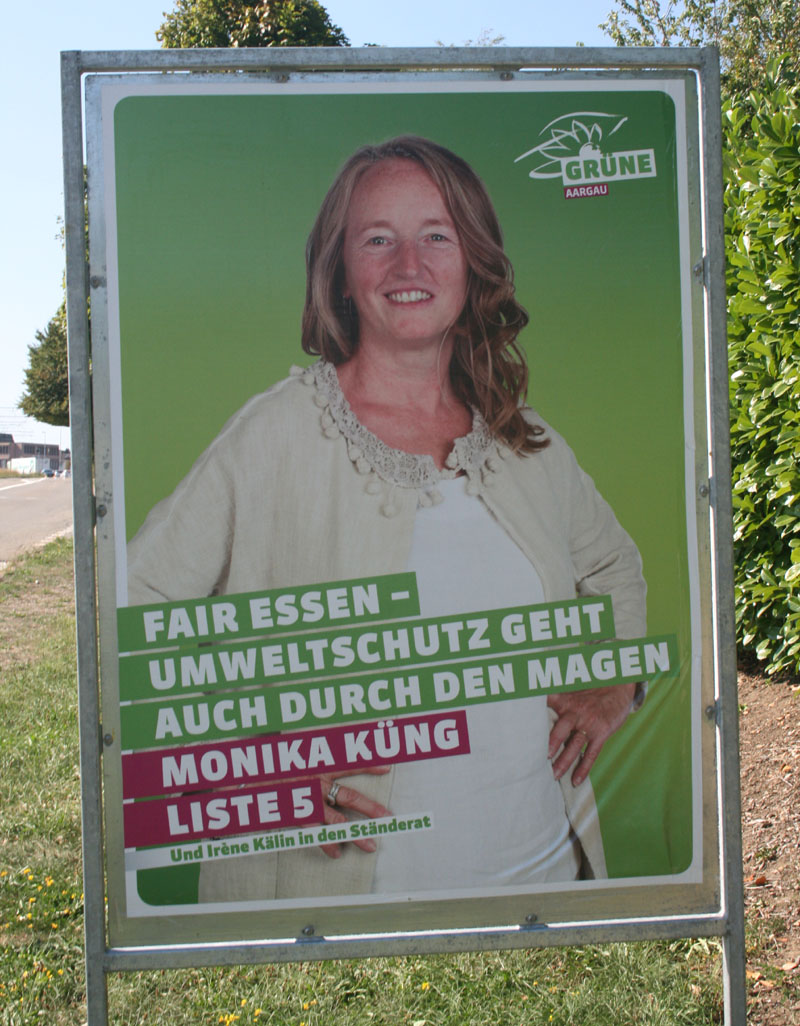 GRÜNE
AARGAU
FAIR ESSEN –
UMWELTSCHUTZ GEHT
AUCH DURCH DEN MAGEN
MONIKA KÜNG
LISTE 5
Und Irène Kälin in den Ständerat